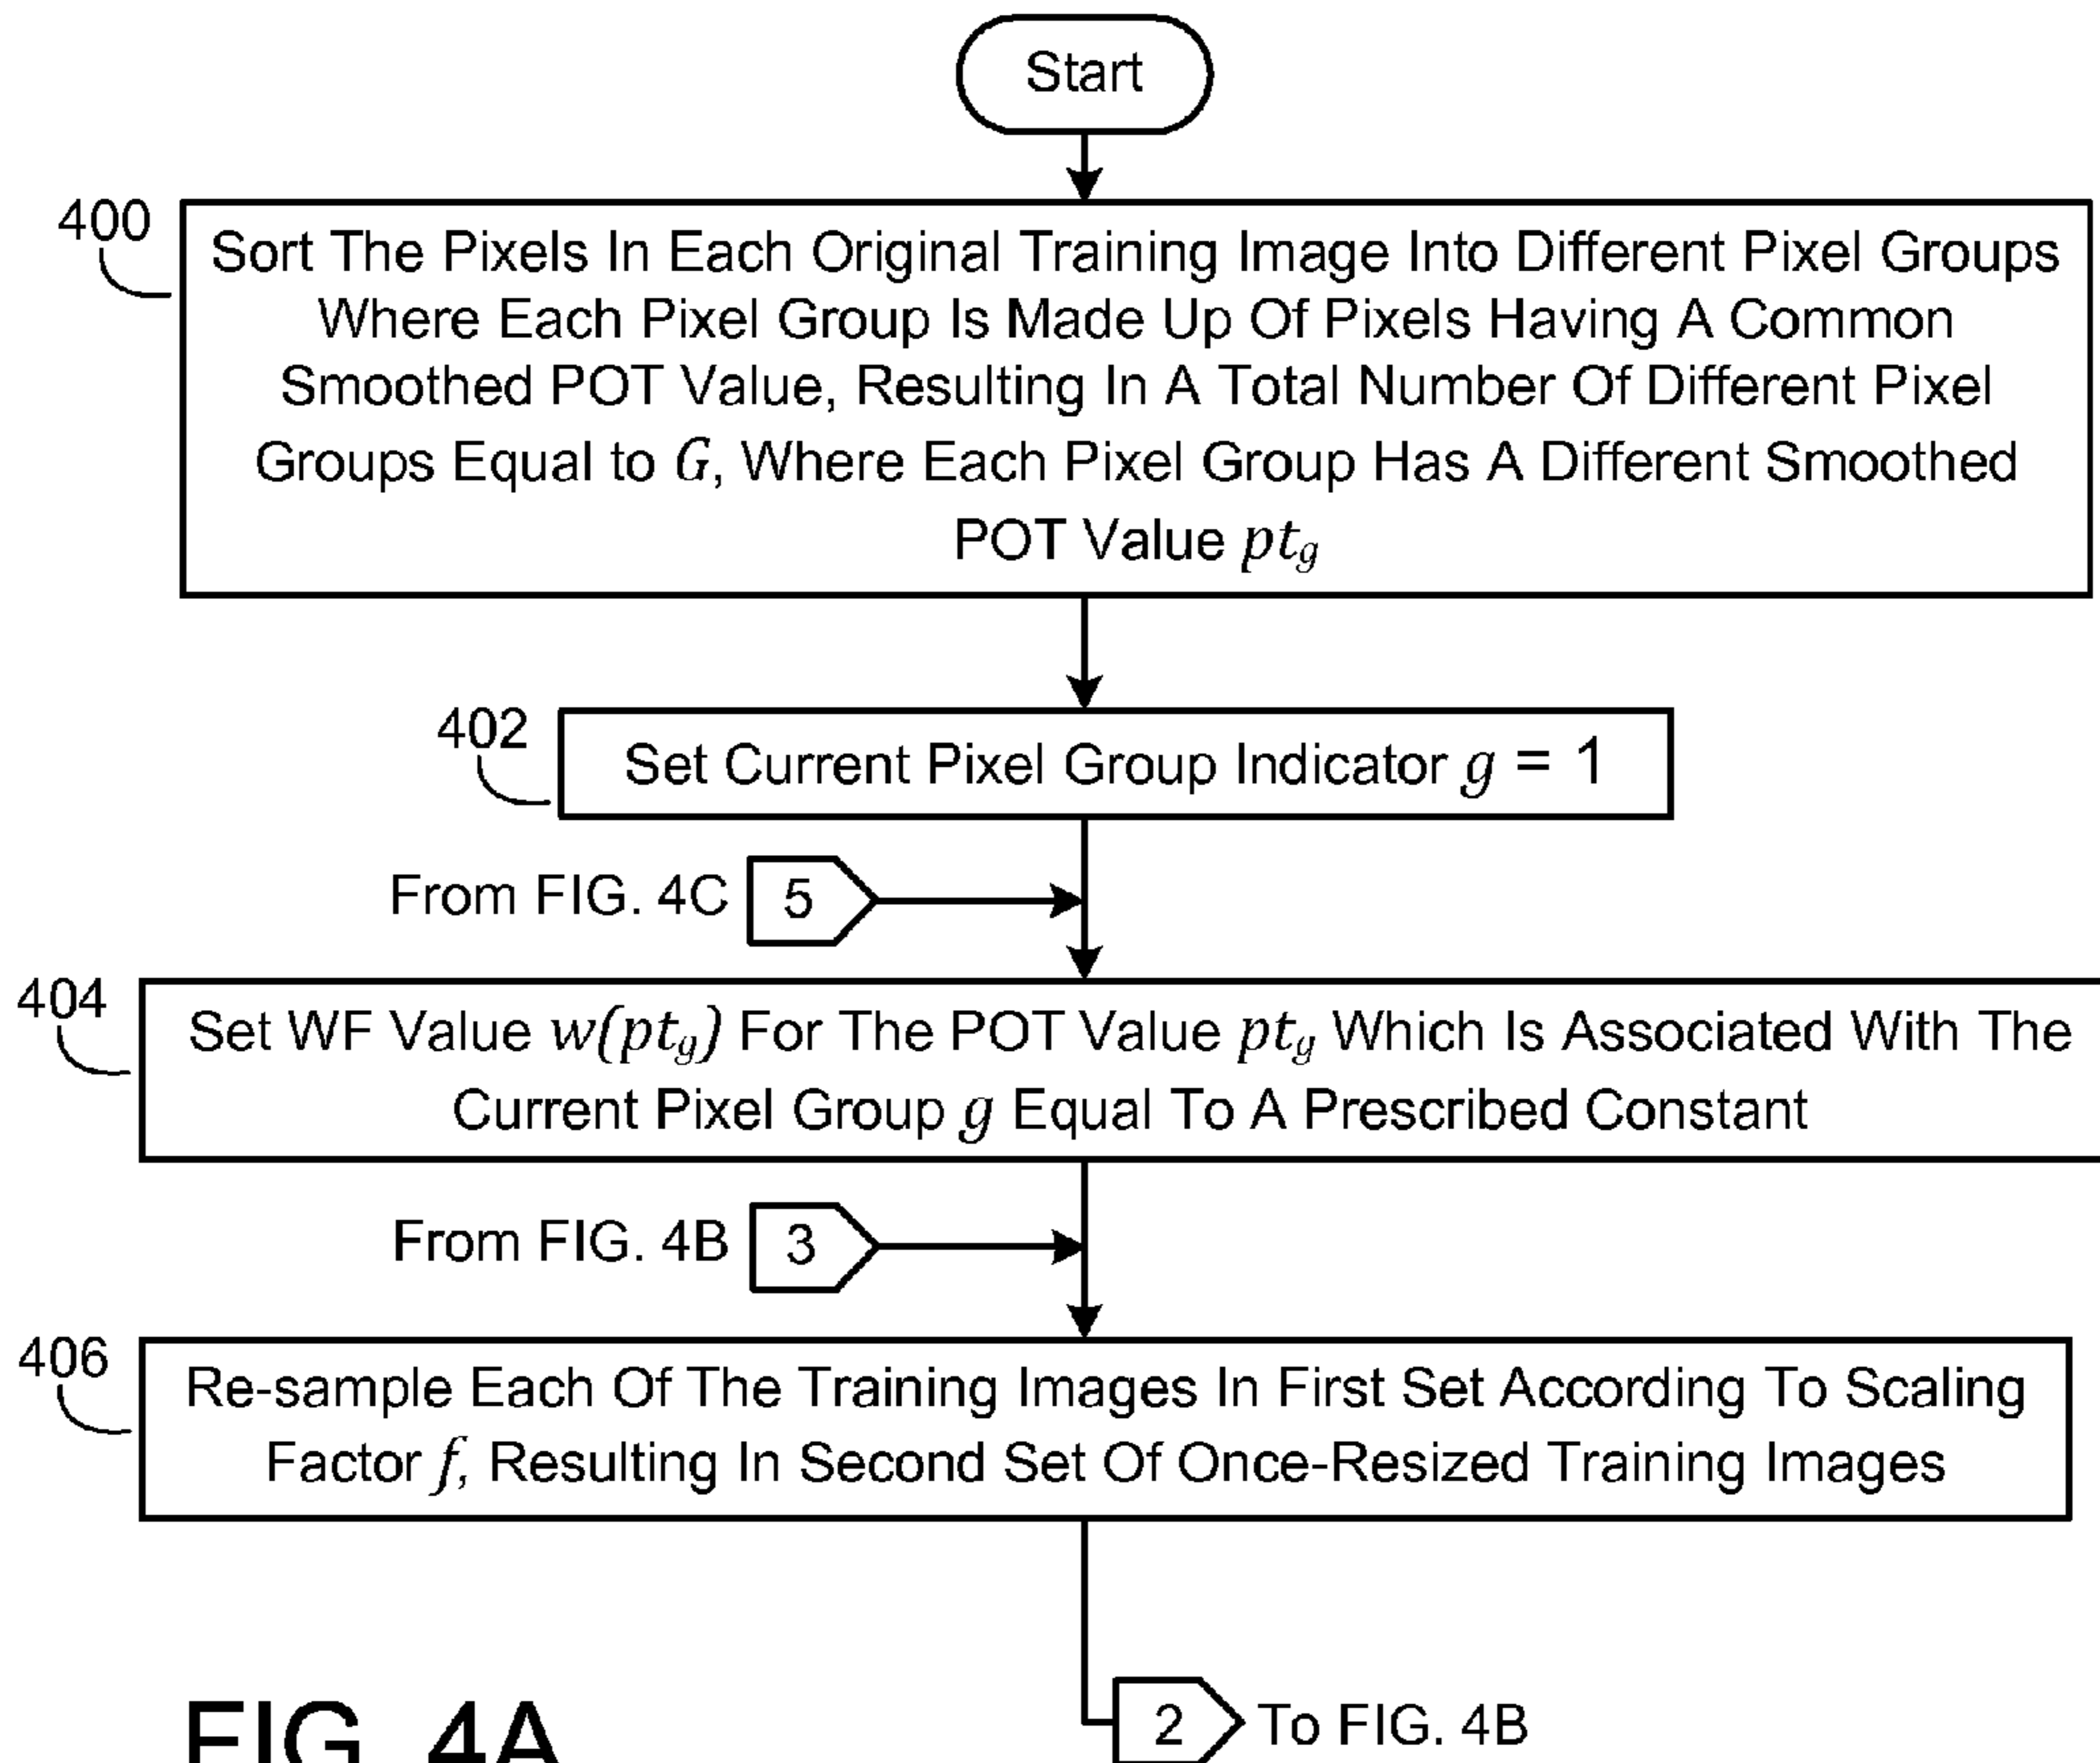 Start
400
Sort The Pixels In Each Original Training Image Into Different Pixel Groups
Where Each Pixel Group Is Made Up Of Pixels Having A Common
Smoothed POT Value, Resulting In A Total Number Of Different Pixel
Groups Equal to G, Where Each Pixel Group Has A Different Smoothed
POT Value pt_g
402
Set Current Pixel Group Indicator g = 1
From FIG. 4C 5
404
Set WF Value w(pt_g) For The POT Value pt_g Which Is Associated With The
Current Pixel Group g Equal To A Prescribed Constant
From FIG. 4B 3
406
Re-sample Each Of The Training Images In First Set According To Scaling
Factor f, Resulting In Second Set Of Once-Resized Training Images
2 To FIG. 4B
FIG. 4A